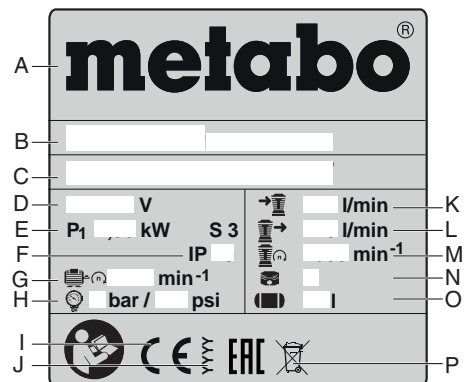 A metabo ®
B
C
D V l/min K
E P1 kW S 3 l/min L
F IP min-1 M
G n min-1 n N
H bar / psi l O
I CE YYYY EAC
J P